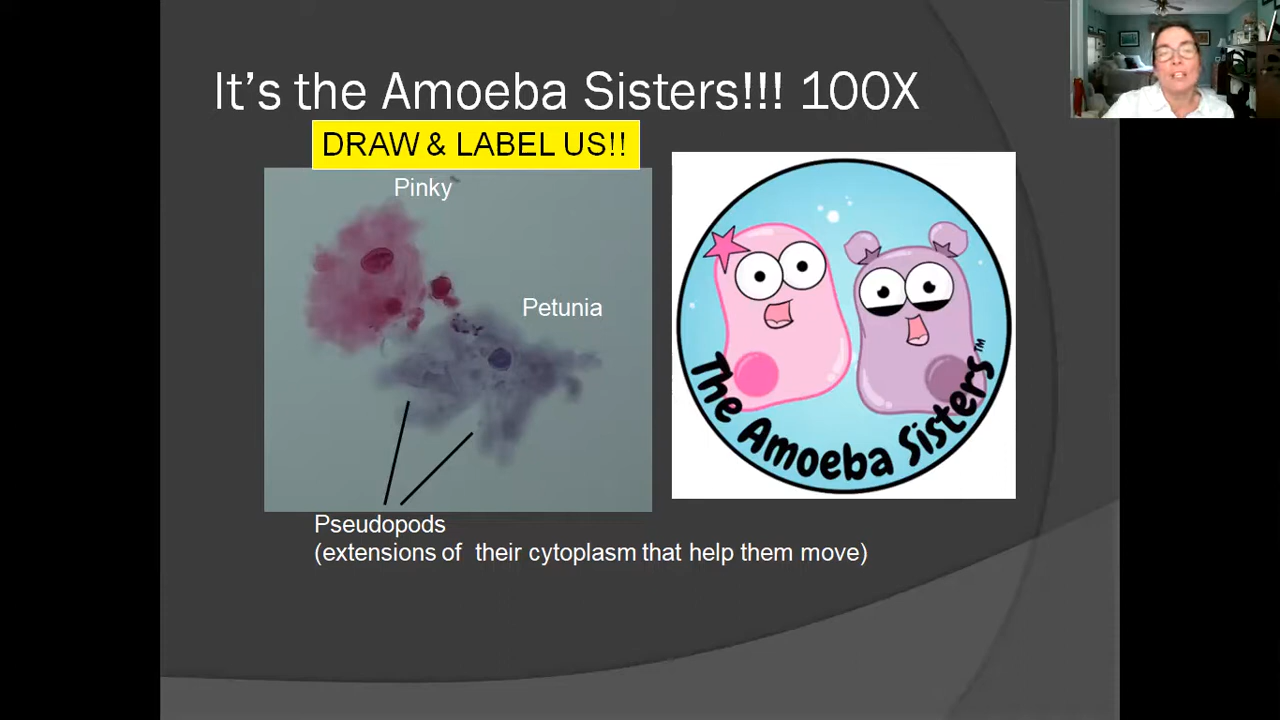 It's the Amoeba Sisters!!! 100X
DRAW & LABEL US!!
Pinky
Petunia
Pseudopods
(extensions of their cytoplasm that help them move)
The Amoeba Sisters™